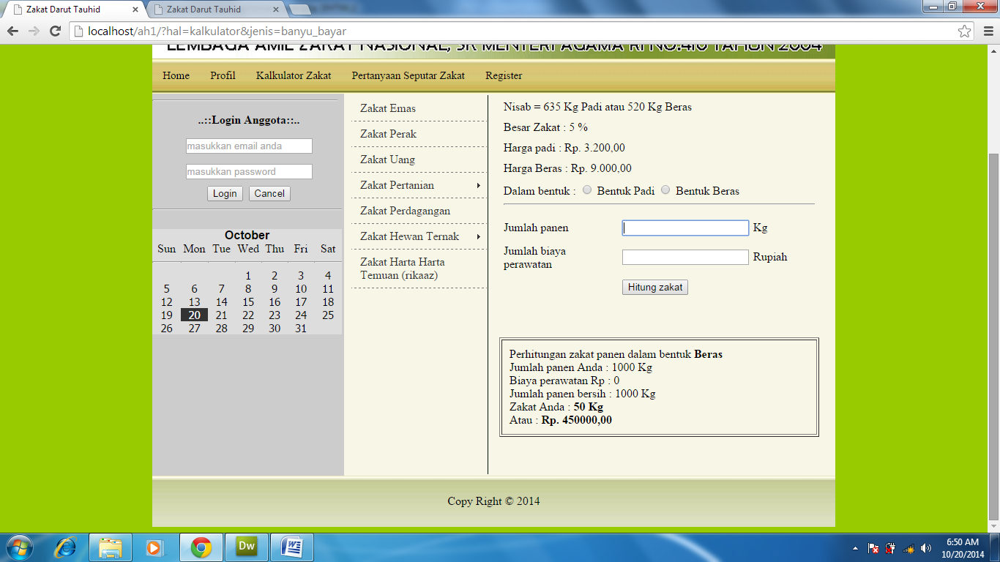 Zakat Darut Tauhid
Zakat Darut Tauhid
localhost/ah1/?hal=kalkulator&jenis=banyu_bayar
LEMBAGA AMIL ZAKAT NASIONAL, SK MENTERI AGAMA RI NO.410 TAHUN 2004
Home Profil Kalkulator Zakat Pertanyaan Seputar Zakat Register
..::Login Anggota::..
masukkan email anda
masukkan password
Login Cancel
October
Sun Mon Tue Wed Thu Fri Sat
1 2 3 4
5 6 7 8 9 10 11
12 13 14 15 16 17 18
19 20 21 22 23 24 25
26 27 28 29 30 31
Zakat Emas
Zakat Perak
Zakat Uang
Zakat Pertanian
Zakat Perdagangan
Zakat Hewan Ternak
Zakat Harta Harta
Temuan (rikaaz)
Nisab = 635 Kg Padi atau 520 Kg Beras
Besar Zakat : 5 %
Harga padi : Rp. 3.200,00
Harga Beras : Rp. 9.000,00
Dalam bentuk : Bentuk Padi Bentuk Beras
Jumlah panen Kg
Jumlah biaya
perawatan Rupiah
Hitung zakat
Perhitungan zakat panen dalam bentuk Beras
Jumlah panen Anda : 1000 Kg
Biaya perawatan Rp : 0
Jumlah panen bersih : 1000 Kg
Zakat Anda : 50 Kg
Atau : Rp. 450000,00
Copy Right © 2014
Dw
6:50 AM
10/20/2014